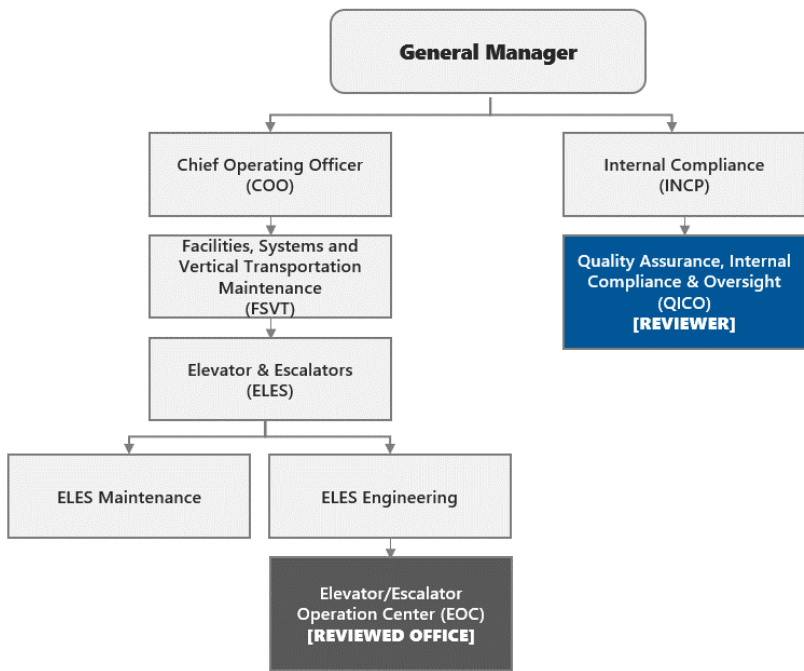 General Manager
Chief Operating Officer
(COO)
Internal Compliance
(INCP)
Facilities, Systems and
Vertical Transportation
Maintenance
(FSVT)
Quality Assurance, Internal
Compliance & Oversight
(QICO)
[REVIEWER]
Elevator & Escalators
(ELES)
ELES Maintenance
ELES Engineering
Elevator/Escalator
Operation Center (EOC)
[REVIEWED OFFICE]